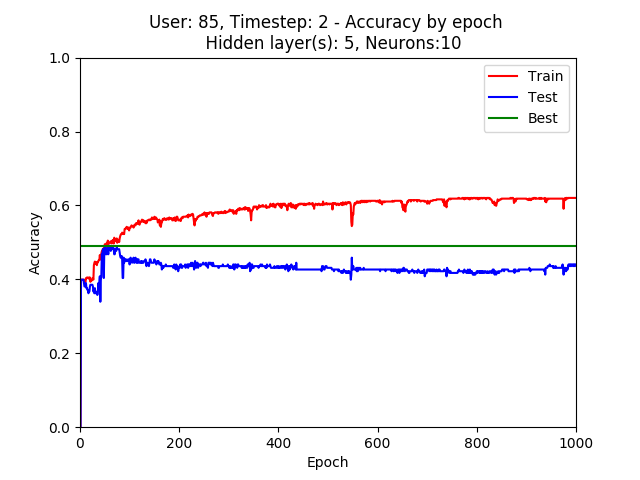 User: 85, Timestep: 2 - Accuracy by epoch
Hidden layer(s): 5, Neurons:10
1.0
0.8
0.6
0.4
0.2
0.0
Accuracy
Train
Test
Best
0 200 400 600 800 1000
Epoch